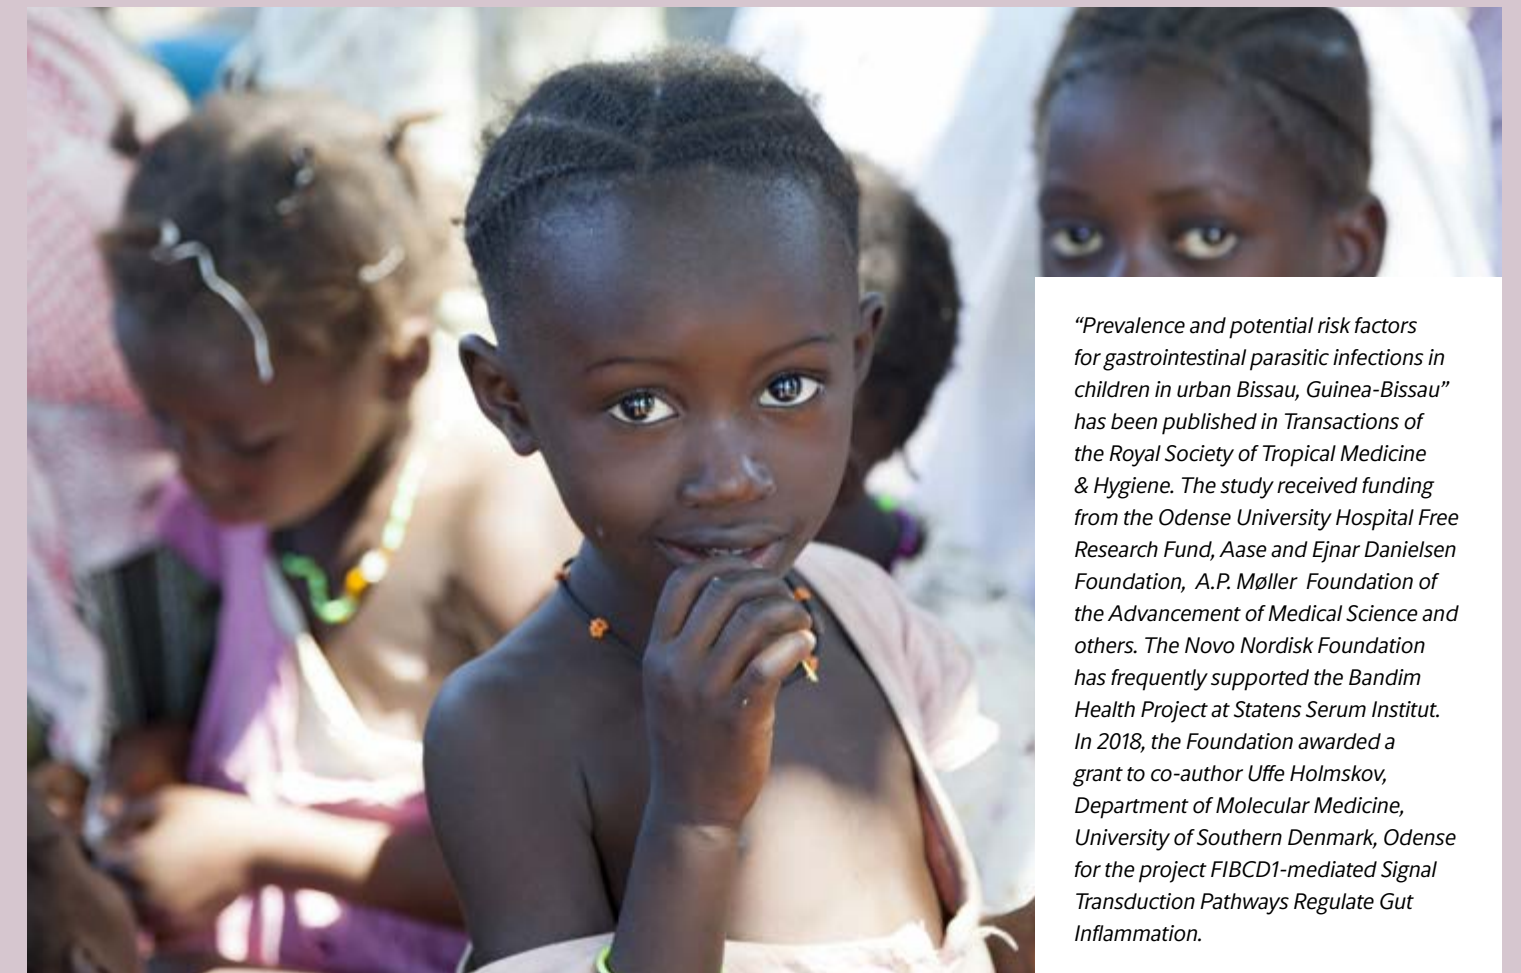 “Prevalence and potential risk factors
for gastrointestinal parasitic infections in
children in urban Bissau, Guinea-Bissau”
has been published in Transactions of
the Royal Society of Tropical Medicine
& Hygiene. The study received funding
from the Odense University Hospital Free
Research Fund, Aase and Ejnar Danielsen
Foundation,  A.P. Møller  Foundation of
the Advancement of Medical Science and
others. The Novo Nordisk Foundation
has frequently supported the Bandim
Health Project at Statens Serum Institut.
In 2018, the Foundation awarded a
grant to co-author Uffe Holmskov,
Department of Molecular Medicine,
University of Southern Denmark, Odense
for the project FIBCD1-mediated Signal
Transduction Pathways Regulate Gut
Inflammation.